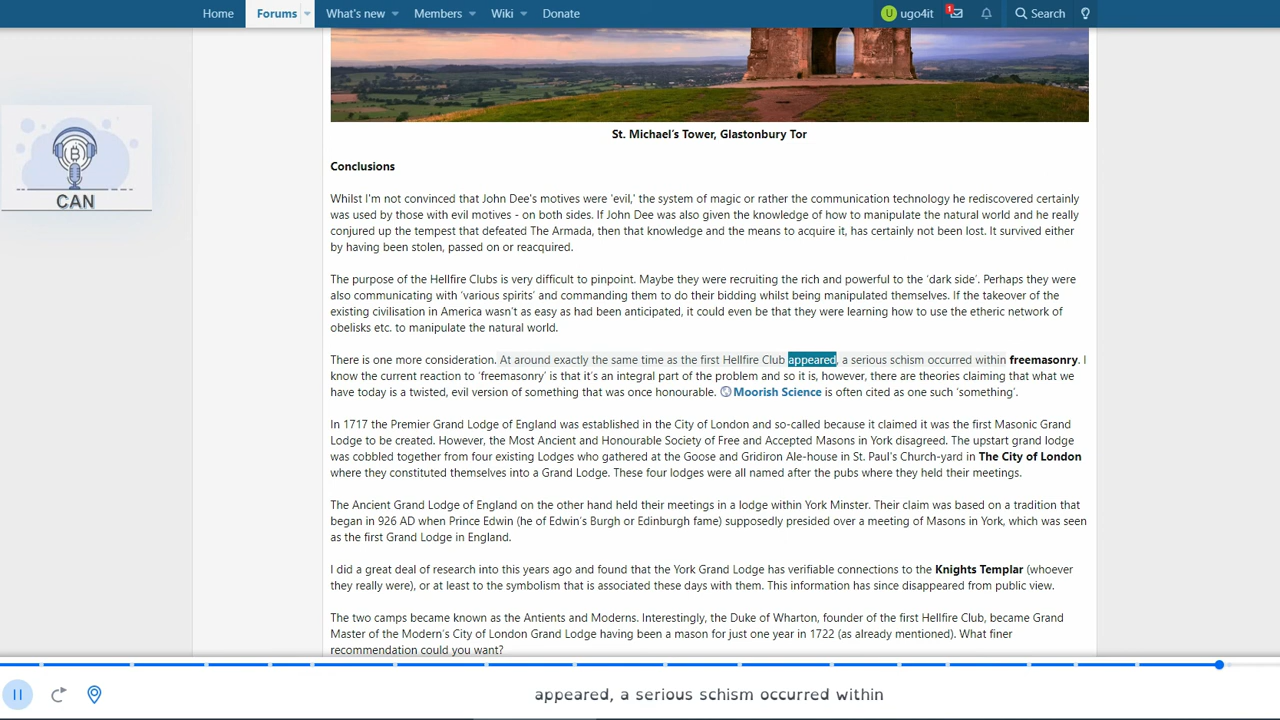 Home Forums What's new Members Wiki Donate ugo4it 1 Search
St. Michael's Tower, Glastonbury Tor
CAN
Conclusions
Whilst I'm not convinced that John Dee's motives were 'evil,' the system of magic or rather the communication technology he rediscovered certainly
was used by those with evil motives - on both sides. If John Dee was also given the knowledge of how to manipulate the natural world and he really
conjured up the tempest that defeated The Armada, then that knowledge and the means to acquire it, has certainly not been lost. It survived either
by having been stolen, passed on or reacquired.
The purpose of the Hellfire Clubs is very difficult to pinpoint. Maybe they were recruiting the rich and powerful to the 'dark side'. Perhaps they were
also communicating with 'various spirits' and commanding them to do their bidding whilst being manipulated themselves. If the takeover of the
existing civilisation in America wasn't as easy as had been anticipated, it could even be that they were learning how to use the etheric network of
obelisks etc. to manipulate the natural world.
There is one more consideration. At around exactly the same time as the first Hellfire Club appeared, a serious schism occurred within freemasonry. I
know the current reaction to 'freemasonry' is that it's an integral part of the problem and so it is, however, there are theories claiming that what we
have today is a twisted, evil version of something that was once honourable. Moorish Science is often cited as one such 'something'.
In 1717 the Premier Grand Lodge of England was established in the City of London and so-called because it claimed it was the first Masonic Grand
Lodge to be created. However, the Most Ancient and Honourable Society of Free and Accepted Masons in York disagreed. The upstart grand lodge
was cobbled together from four existing Lodges who gathered at the Goose and Gridiron Ale-house in St. Paul's Church-yard in The City of London
where they constituted themselves into a Grand Lodge. These four lodges were all named after the pubs where they held their meetings.
The Ancient Grand Lodge of England on the other hand held their meetings in a lodge within York Minster. Their claim was based on a tradition that
began in 926 AD when Prince Edwin (he of Edwin's Burgh or Edinburgh fame) supposedly presided over a meeting of Masons in York, which was seen
as the first Grand Lodge in England.
I did a great deal of research into this years ago and found that the York Grand Lodge has verifiable connections to the Knights Templar (whoever
they really were), or at least to the symbolism that is associated these days with them. This information has since disappeared from public view.
The two camps became known as the Antients and Moderns. Interestingly, the Duke of Wharton, founder of the first Hellfire Club, became Grand
Master of the Modern's City of London Grand Lodge having been a mason for just one year in 1722 (as already mentioned). What finer
recommendation could you want?
appeared, a serious schism occurred within